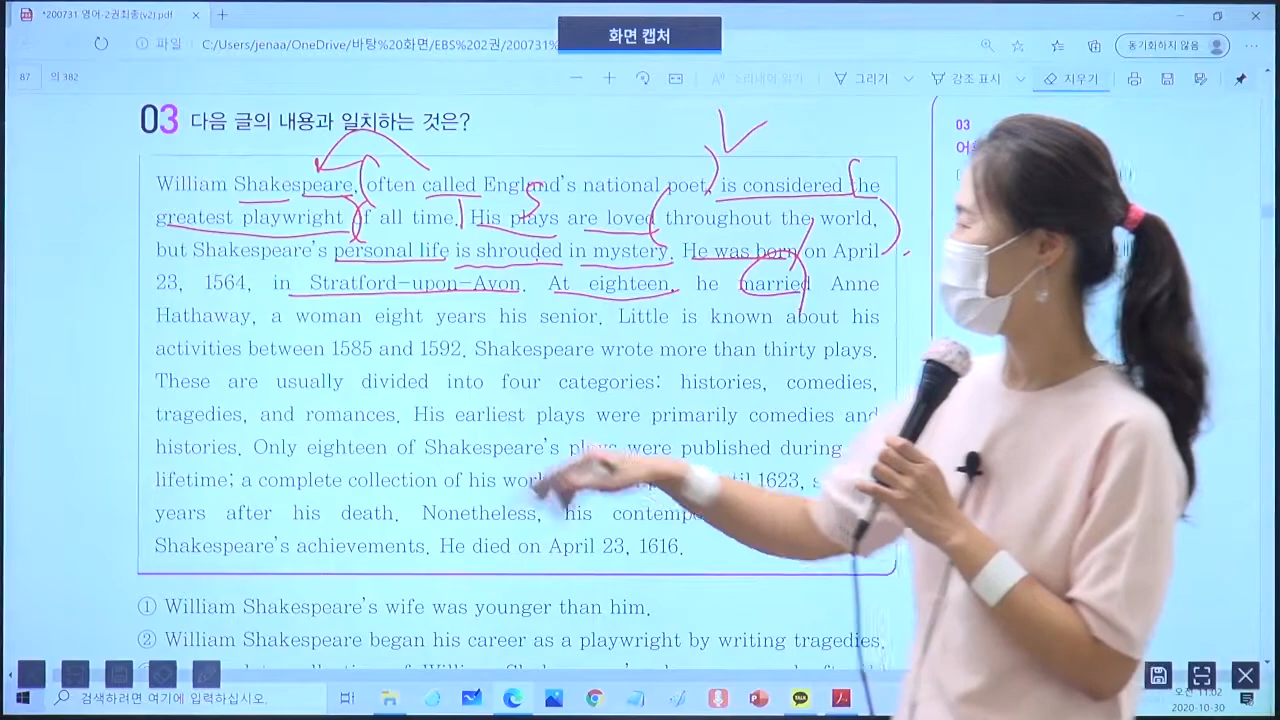 *200731 영어-2권최종(v2).pdf
화면 캡처
파일 C:/Users/jenaa/OneDrive/바탕%20화면/EBS%202권/200731%
동기화하지 않음
87 의 382
그리기 강조 표시 지우기
03 다음 글의 내용과 일치하는 것은?
03
William Shakespeare, often called England's national poet, is considered the
greatest playwright of all time. His plays are loved throughout the world,
but Shakespeare's personal life is shrouded in mystery. He was born on April
23, 1564, in Stratford-upon-Avon. At eighteen, he married Anne
Hathaway, a woman eight years his senior. Little is known about his
activities between 1585 and 1592. Shakespeare wrote more than thirty plays.
These are usually divided into four categories: histories, comedies,
tragedies, and romances. His earliest plays were primarily comedies and
histories. Only eighteen of Shakespeare's plays were published during
lifetime; a complete collection of his 1623,
years after his death. Nonetheless, his
Shakespeare's achievements. He died on April 23, 1616.
① William Shakespeare's wife was younger than him.
② William Shakespeare began his career as a playwright by writing tragedies.
검색하려면 여기에 입력하십시오.
오전 11:02
2020-10-30